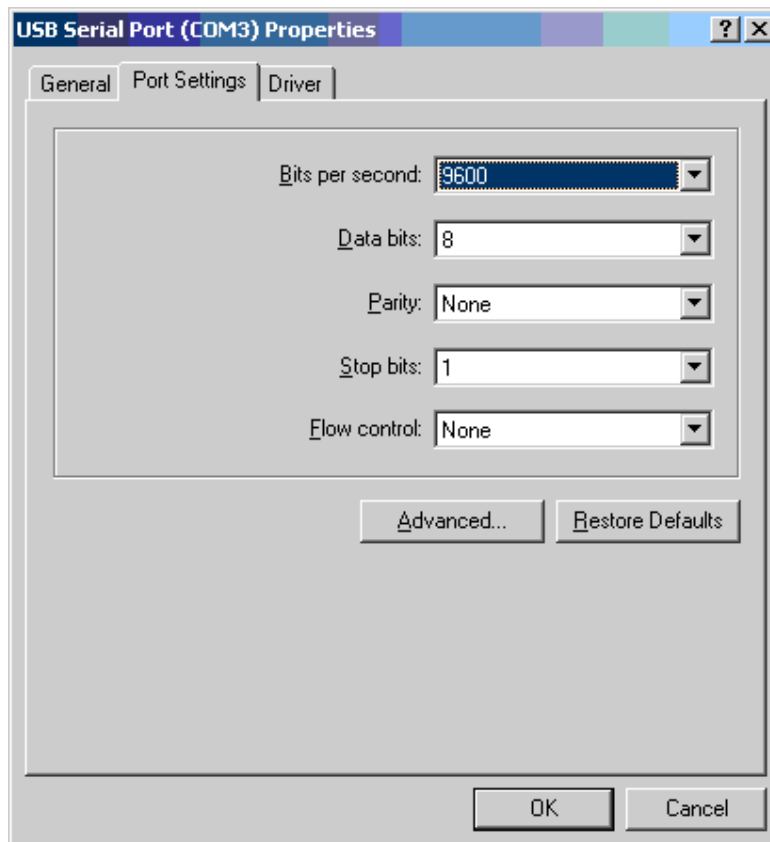 USB Serial Port (COM3) Properties
General Port Settings Driver
Bits per second: 9600
Data bits: 8
Parity: None
Stop bits: 1
Flow control: None
Advanced... Restore Defaults
OK Cancel